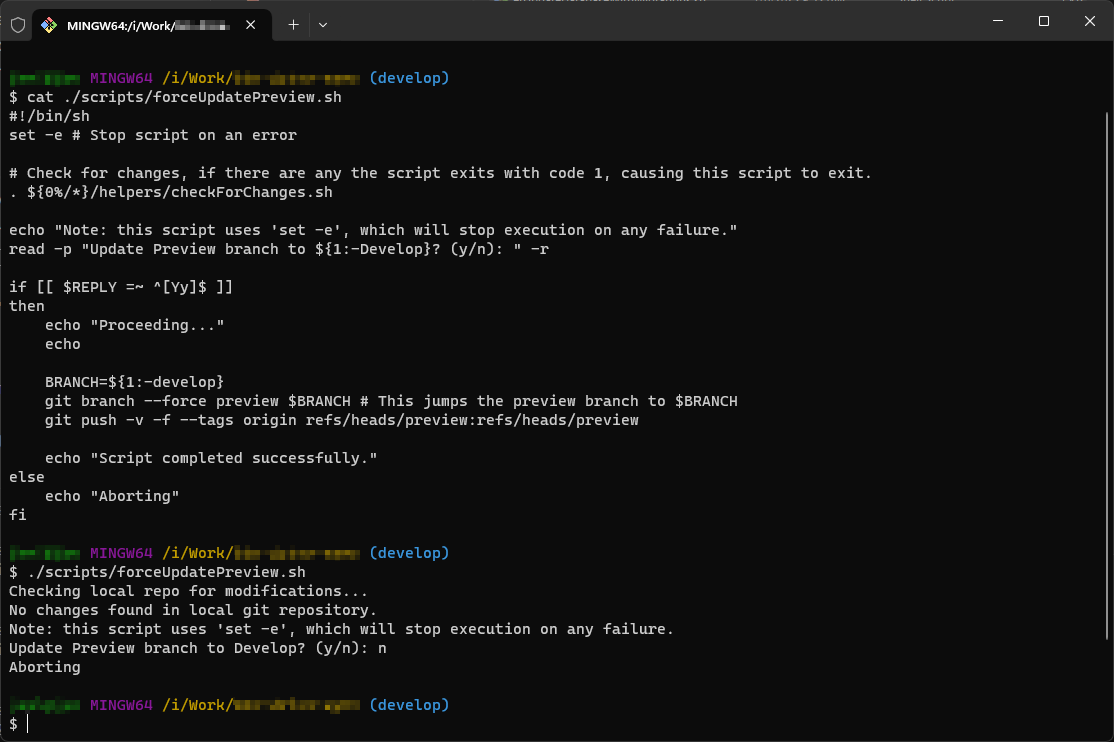 MINGW64:/i/Work/
MINGW64 /i/Work/ (develop)
$ cat ./scripts/forceUpdatePreview.sh
#!/bin/sh
set -e # Stop script on an error
# Check for changes, if there are any the script exits with code 1, causing this script to exit.
. ${0%/*}/helpers/checkForChanges.sh
echo "Note: this script uses 'set -e', which will stop execution on any failure."
read -p "Update Preview branch to ${1:-Develop}? (y/n): " -r
if [[ $REPLY =~ ^[Yy]$ ]]
then
    echo "Proceeding..."
    echo
    BRANCH=${1:-develop}
    git branch --force preview $BRANCH # This jumps the preview branch to $BRANCH
    git push -v -f --tags origin refs/heads/preview:refs/heads/preview
    echo "Script completed successfully."
else
    echo "Aborting"
fi
MINGW64 /i/Work/ (develop)
$ ./scripts/forceUpdatePreview.sh
Checking local repo for modifications...
No changes found in local git repository.
Note: this script uses 'set -e', which will stop execution on any failure.
Update Preview branch to Develop? (y/n): n
Aborting
MINGW64 /i/Work/ (develop)
$